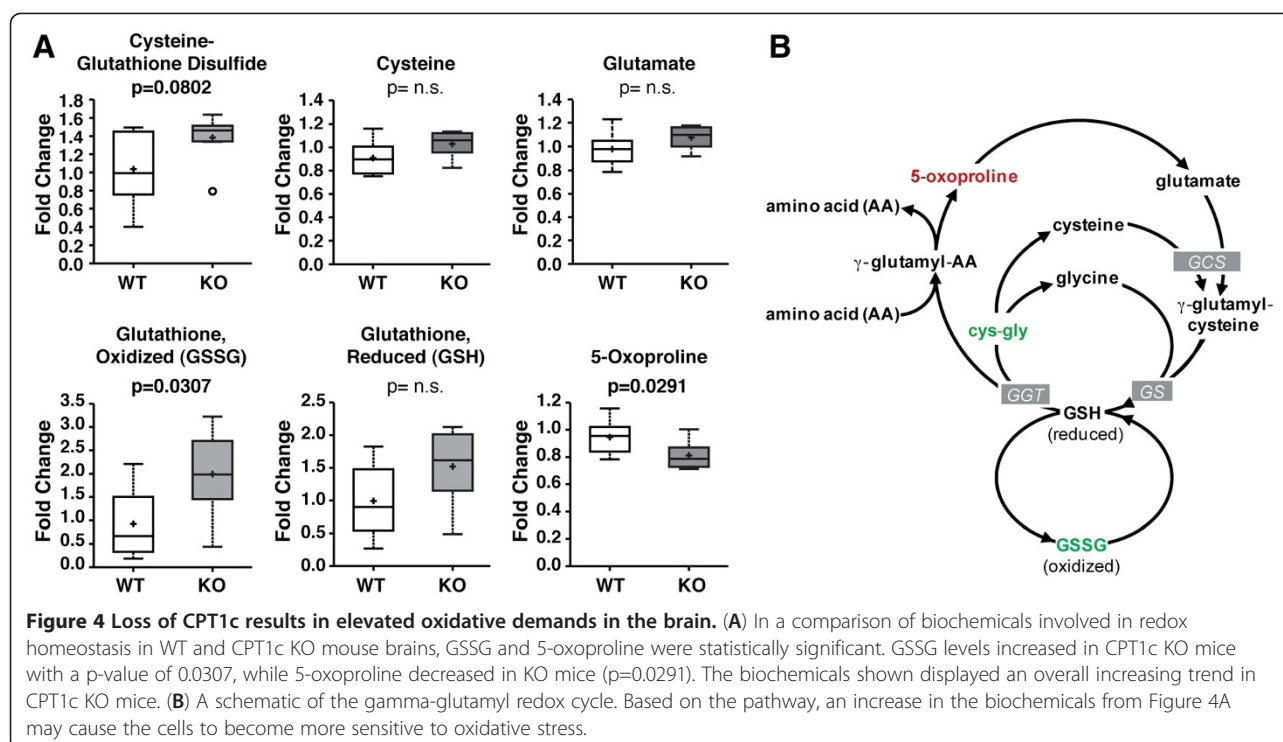 A
Cysteine-
Glutathione Disulfide
p=0.0802
Fold Change
1.8
1.6
1.4
1.2
1.0
0.8
0.6
0.4
0.2
0.0
WT
KO
Cysteine
p= n.s.
Fold Change
1.4
1.2
1.0
0.8
0.6
0.4
0.2
0.0
WT
KO
Glutamate
p= n.s.
Fold Change
1.4
1.2
1.0
0.8
0.6
0.4
0.2
0.0
WT
KO
Glutathione,
Oxidized (GSSG)
p=0.0307
Fold Change
3.5
3.0
2.5
2.0
1.5
1.0
0.5
0.0
WT
KO
Glutathione,
Reduced (GSH)
p= n.s.
Fold Change
2.5
2.0
1.5
1.0
0.5
0.0
WT
KO
5-Oxoproline
p=0.0291
Fold Change
1.2
1.0
0.8
0.6
0.4
0.2
0.0
WT
KO
B
5-oxoproline
glutamate
amino acid (AA)
cysteine
γ-glutamyl-AA
GCS
glycine
γ-glutamyl-
cysteine
amino acid (AA)
cys-gly
GGT
GS
GSH
(reduced)
GSSG
(oxidized)
Figure 4 Loss of CPT1c results in elevated oxidative demands in the brain. (A) In a comparison of biochemicals involved in redox
homeostasis in WT and CPT1c KO mouse brains, GSSG and 5-oxoproline were statistically significant. GSSG levels increased in CPT1c KO mice
with a p-value of 0.0307, while 5-oxoproline decreased in KO mice (p=0.0291). The biochemicals shown displayed an overall increasing trend in
CPT1c KO mice. (B) A schematic of the gamma-glutamyl redox cycle. Based on the pathway, an increase in the biochemicals from Figure 4A
may cause the cells to become more sensitive to oxidative stress.